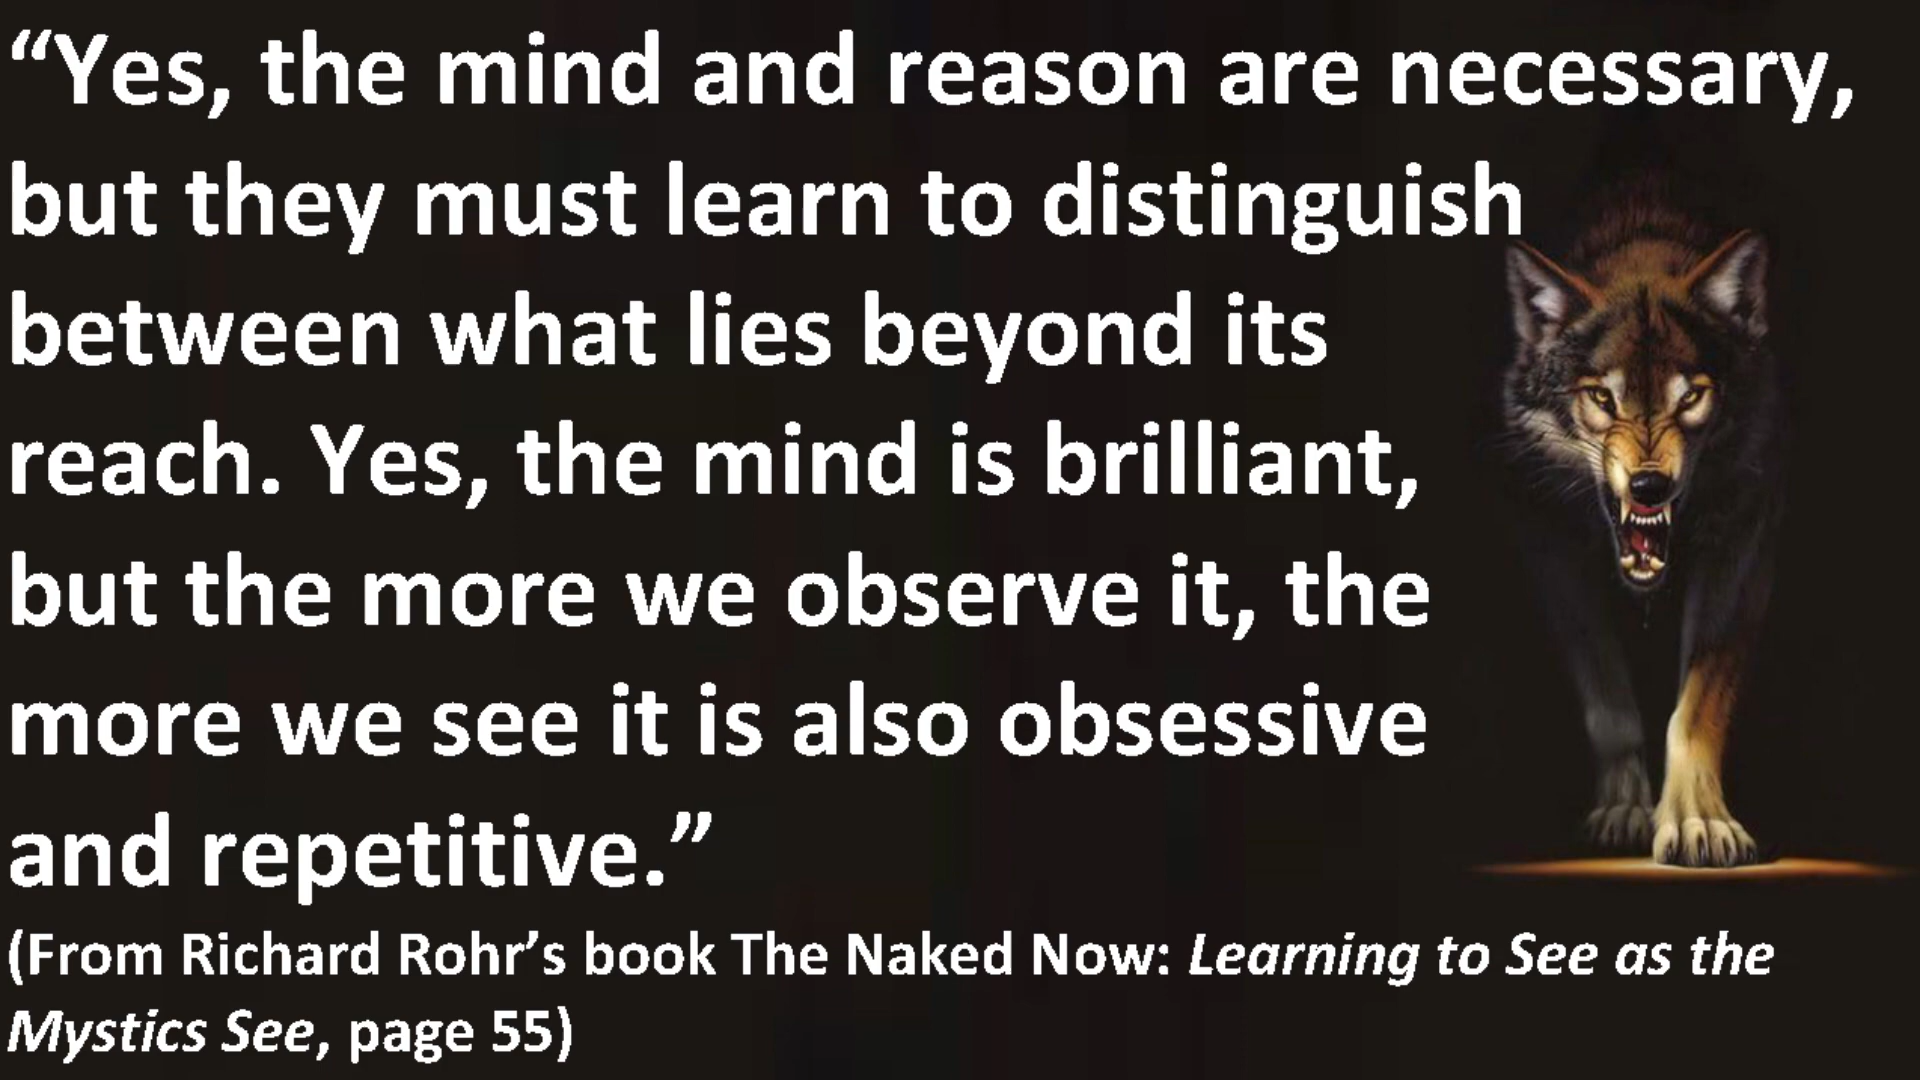 “Yes, the mind and reason are necessary,
but they must learn to distinguish
between what lies beyond its
reach. Yes, the mind is brilliant,
but the more we observe it, the
more we see it is also obsessive
and repetitive.”
(From Richard Rohr’s book The Naked Now: Learning to See as the
Mystics See, page 55)